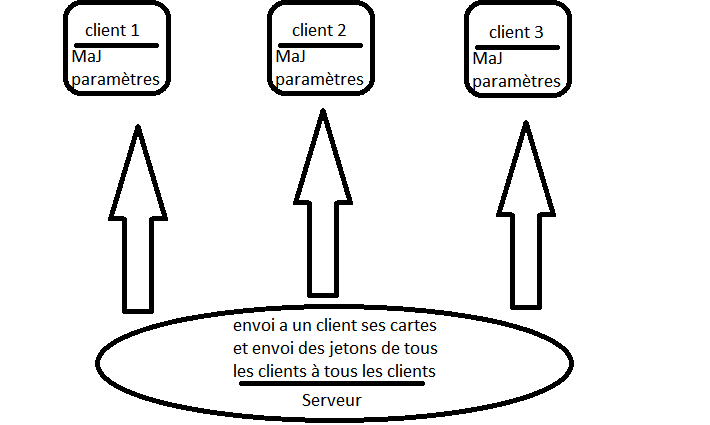 client 1
MaJ
paramètres
client 2
MaJ
paramètres
client 3
MaJ
paramètres
envoi a un client ses cartes
et envoi des jetons de tous
les clients à tous les clients
Serveur